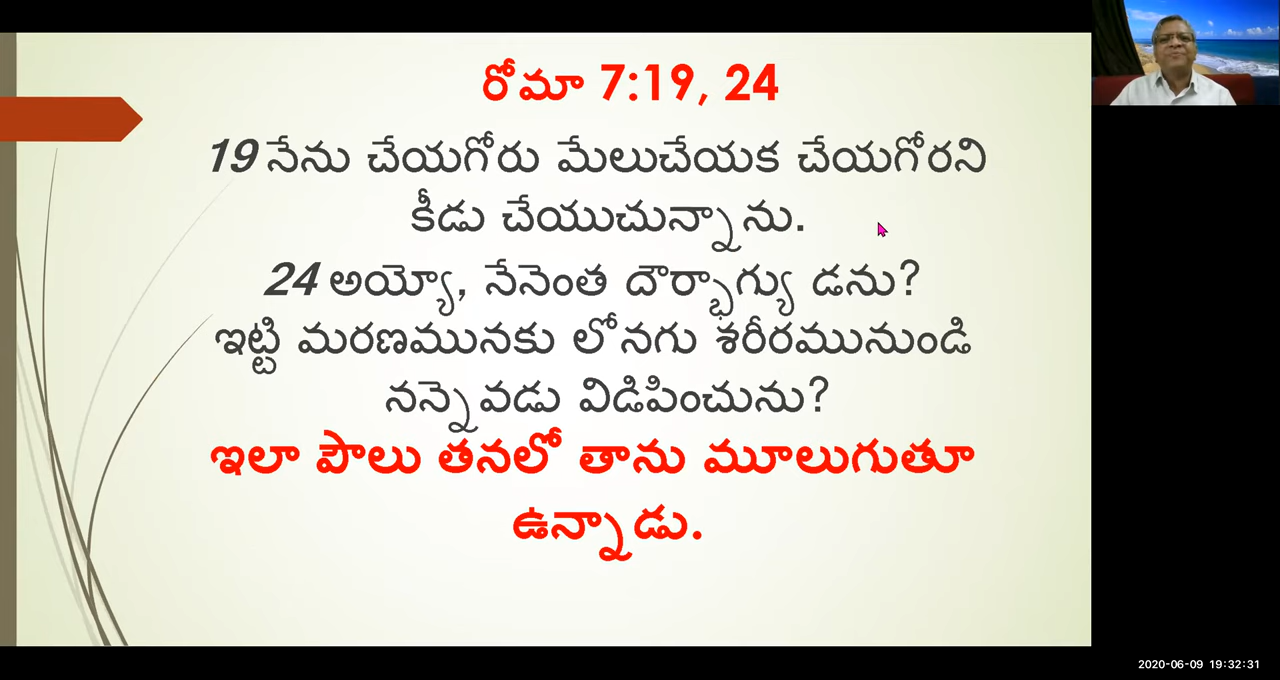 రోమా 7:19, 24
19 నేను చేయగోరు మేలుచేయక చేయగోరని
కీడు చేయుచున్నాను.
24 అయ్యో, నేనెంత దౌర్భాగ్యు డను?
ఇట్టి మరణమునకు లోనగు శరీరమునుండి
నన్నెవడు విడిపించును?
ఇలా పౌలు తనలో తాను మూలుగుతూ
ఉన్నాడు.
2020-06-09 19:32:31